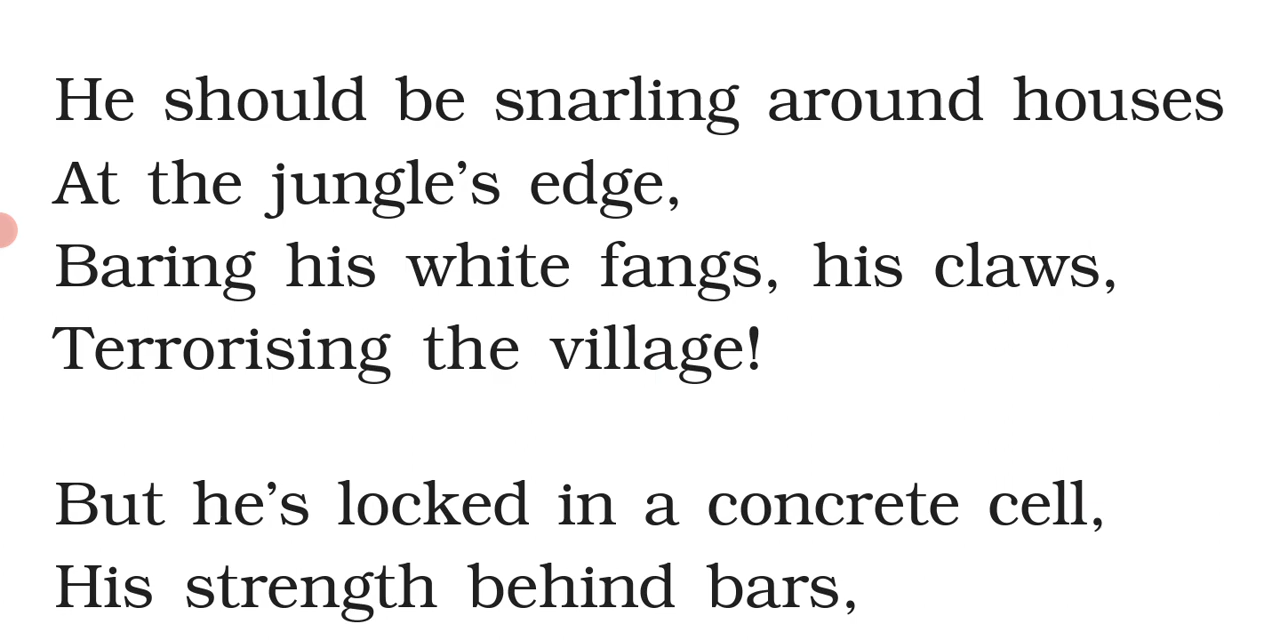 He should be snarling around houses
At the jungle’s edge,
Baring his white fangs, his claws,
Terrorising the village!
But he’s locked in a concrete cell,
His strength behind bars,